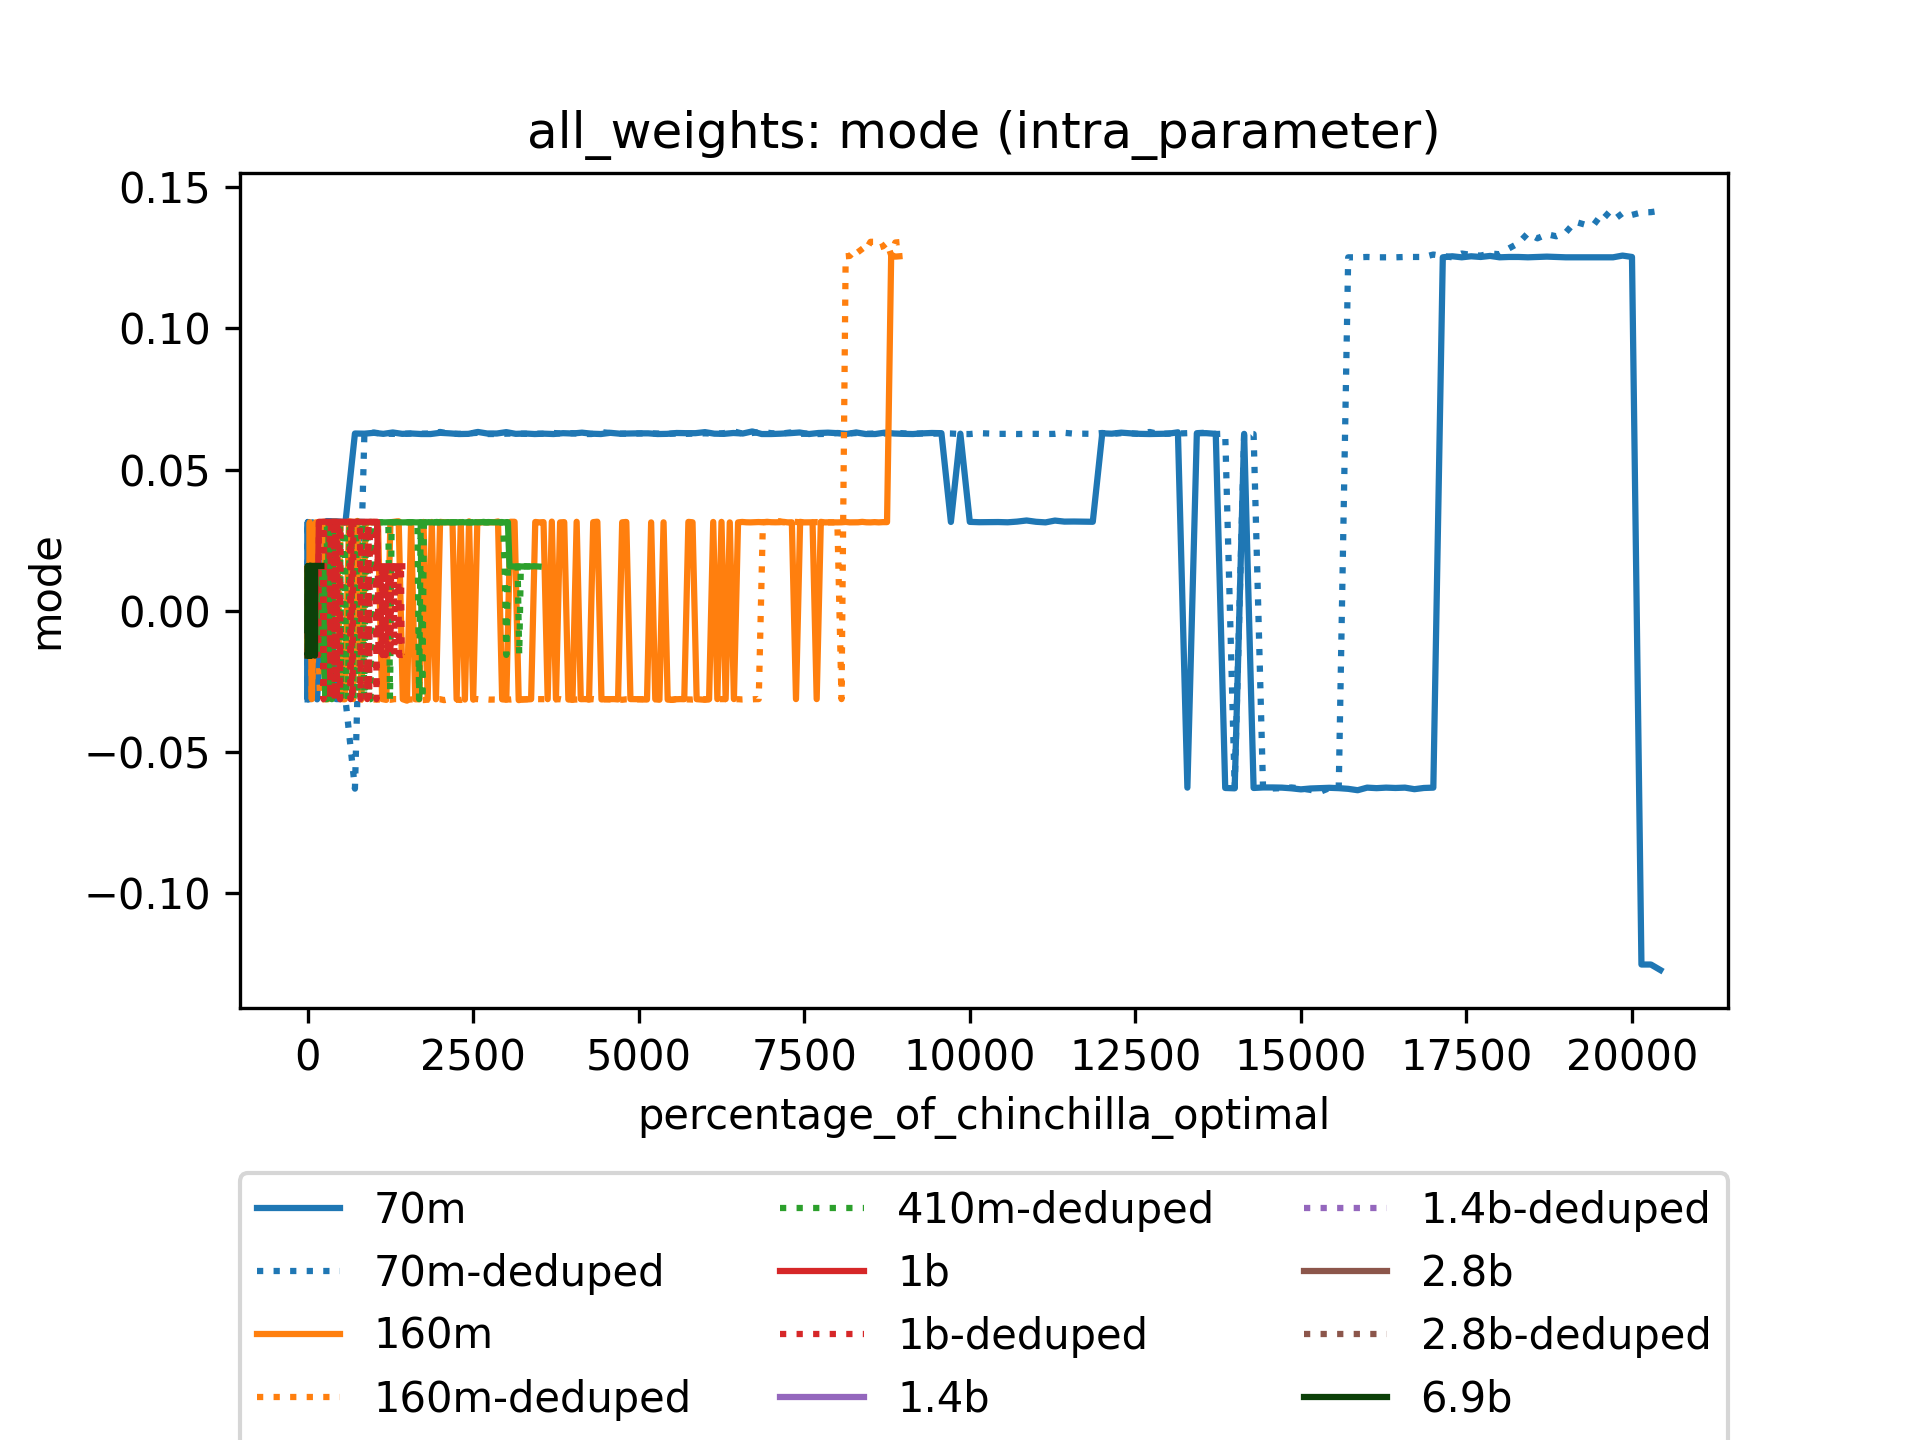 all_weights: mode (intra_parameter)
0.15
0.10
0.05
0.00
−0.05
−0.10
mode
0 2500 5000 7500 10000 12500 15000 17500 20000
percentage_of_chinchilla_optimal
70m
70m-deduped
160m
160m-deduped
410m-deduped
1b
1b-deduped
1.4b
1.4b-deduped
2.8b
2.8b-deduped
6.9b